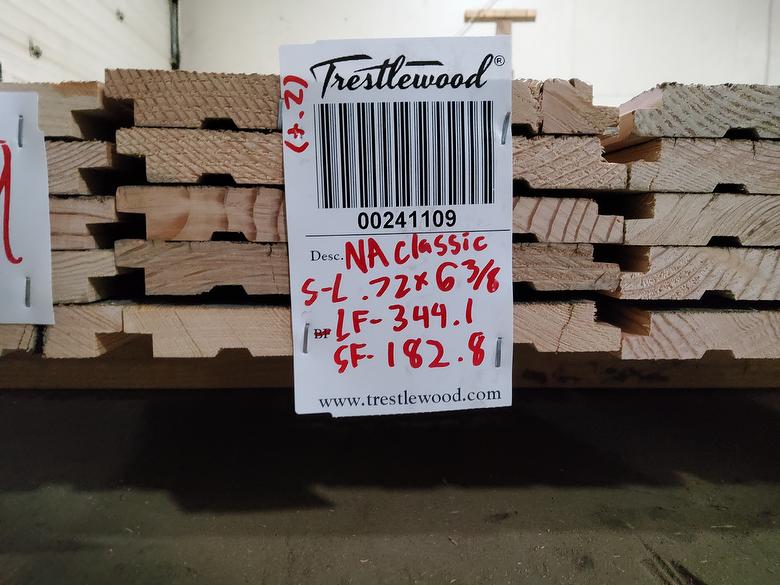 Trestlewood®
(+.2)
00241109
Desc. NA Classic
S-L .72 x 6 3/8
BF LF- 344.1
SF- 182.8
www.trestlewood.com